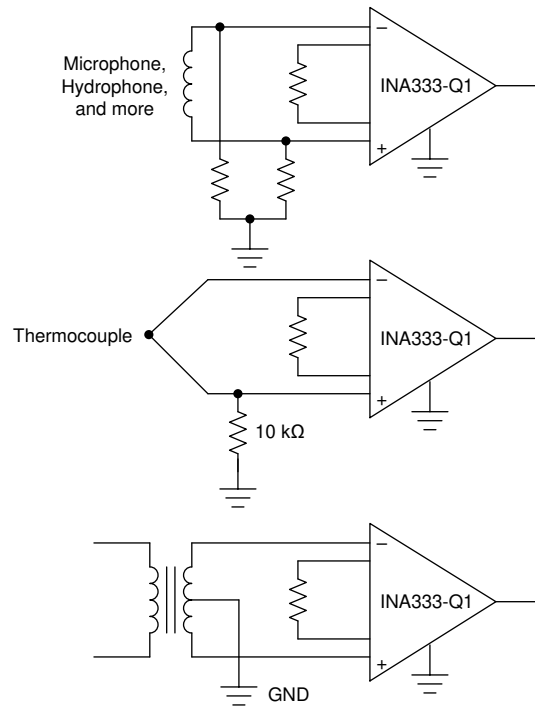 Microphone,
Hydrophone,
and more
−
INA333-Q1
+
Thermocouple
−
INA333-Q1
+
10 kΩ
−
INA333-Q1
+
GND